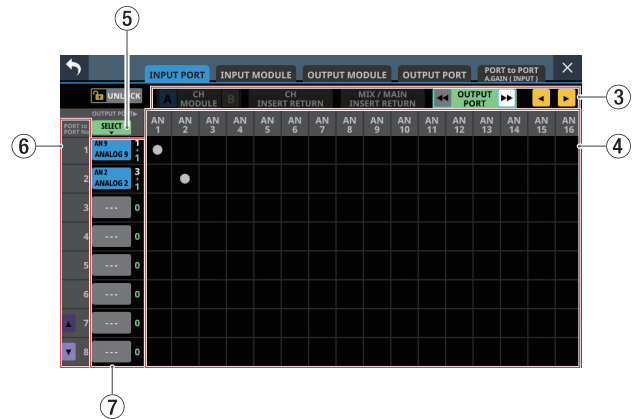 ⑤
INPUT PORT INPUT MODULE OUTPUT MODULE OUTPUT PORT PORT to PORT A.GAIN ( INPUT )
UNLOCK A CH MODULE B CH INSERT RETURN MIX / MAIN INSERT RETURN OUTPUT PORT
③
OUTPUT PORT
PORT to PORT No SELECT AN 1 AN 2 AN 3 AN 4 AN 5 AN 6 AN 7 AN 8 AN 9 AN 10 AN 11 AN 12 AN 13 AN 14 AN 15 AN 16
⑥
④
1 AN 9 ANALOG 9 1 1
2 AN 2 ANALOG 2 3 1
3 --- 0
4 --- 0
5 --- 0
6 --- 0
7 --- 0
8 --- 0
⑦